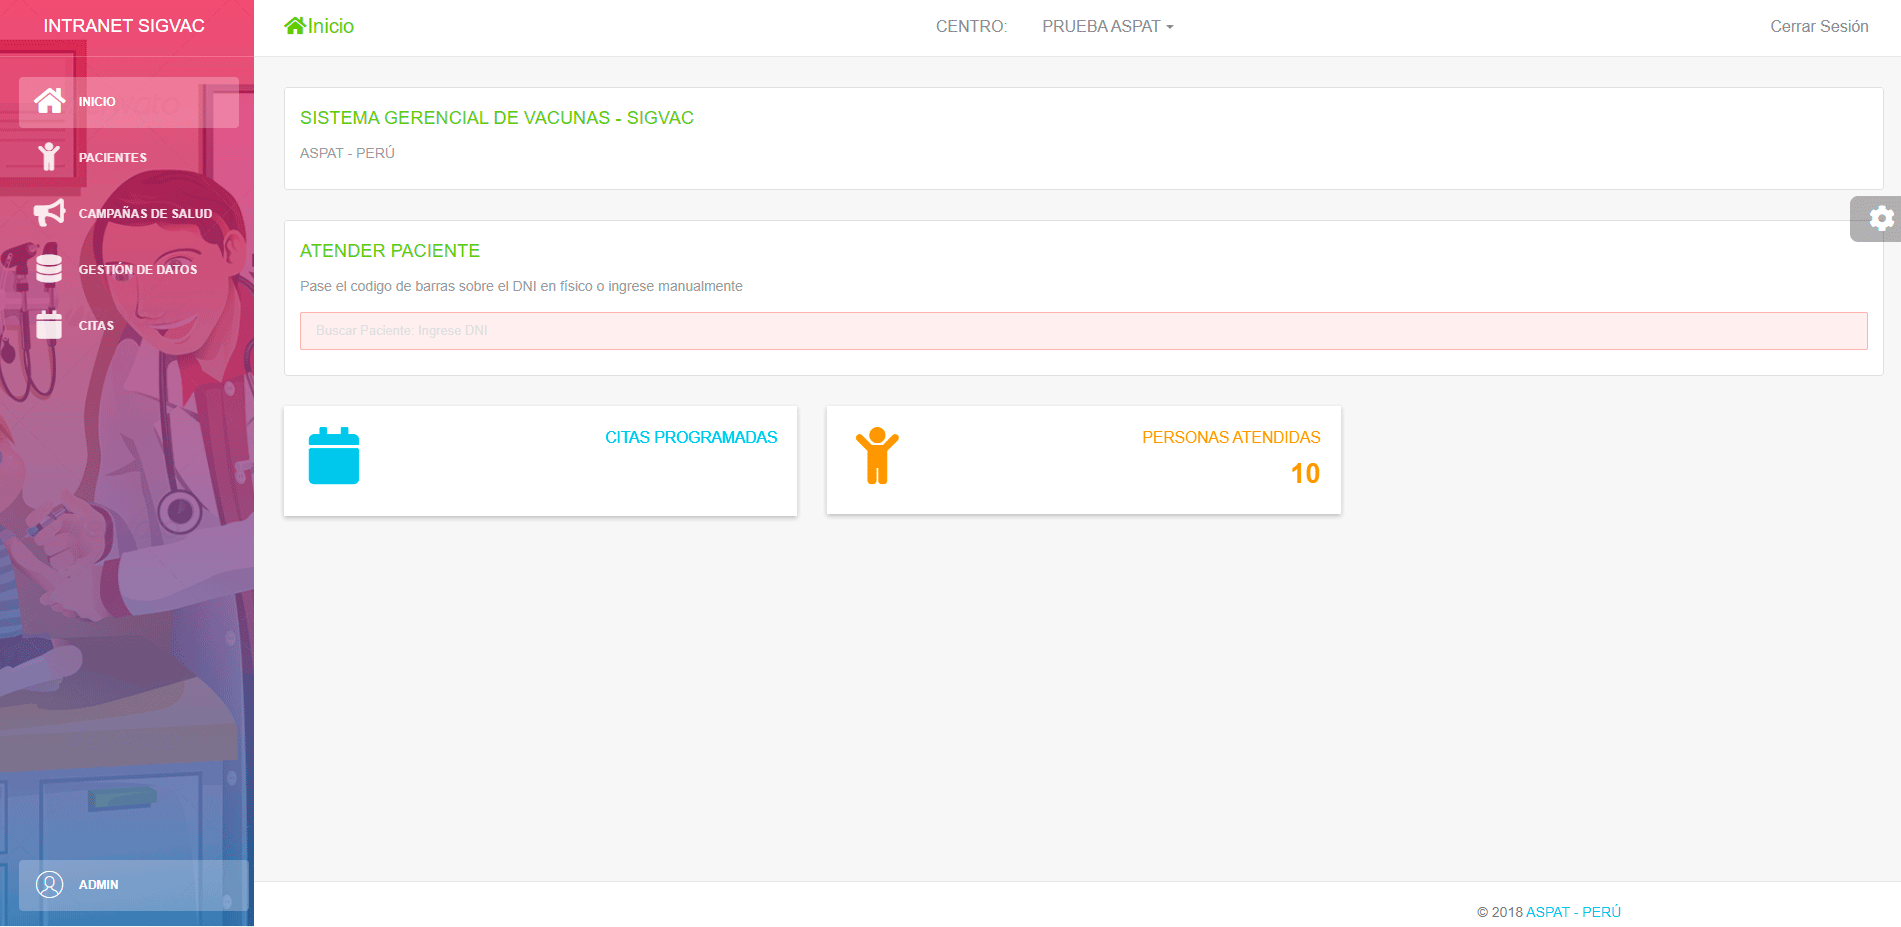 INTRANET SIGVAC
Inicio
CENTRO:
PRUEBA ASPAT
Cerrar Sesión
INICIO
PACIENTES
CAMPAÑAS DE SALUD
GESTIÓN DE DATOS
CITAS
ADMIN
SISTEMA GERENCIAL DE VACUNAS - SIGVAC
ASPAT - PERÚ
ATENDER PACIENTE
Pase el codigo de barras sobre el DNI en físico o ingrese manualmente
Buscar Paciente: Ingrese DNI
CITAS PROGRAMADAS
PERSONAS ATENDIDAS
10
© 2018 ASPAT - PERÚ